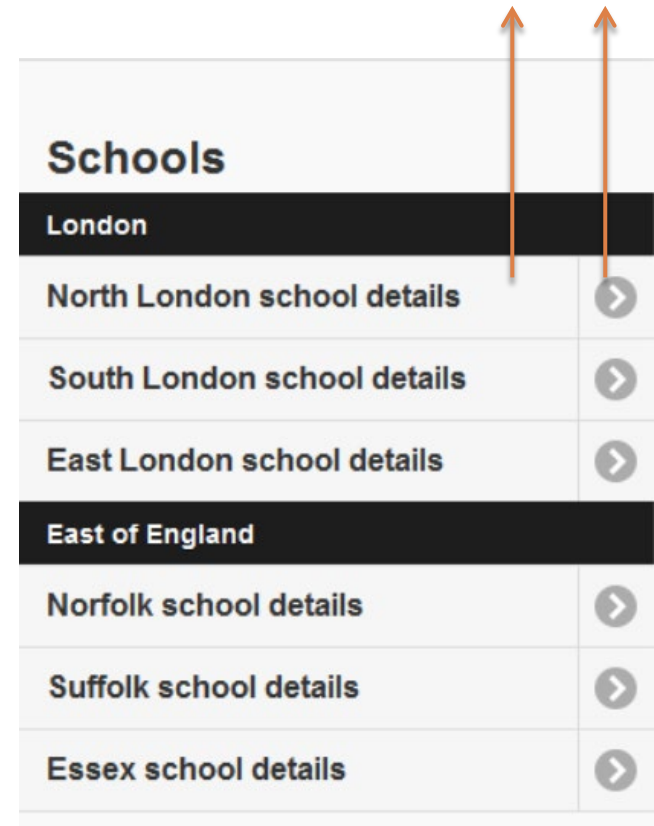 Schools
London
North London school details
South London school details
East London school details
East of England
Norfolk school details
Suffolk school details
Essex school details